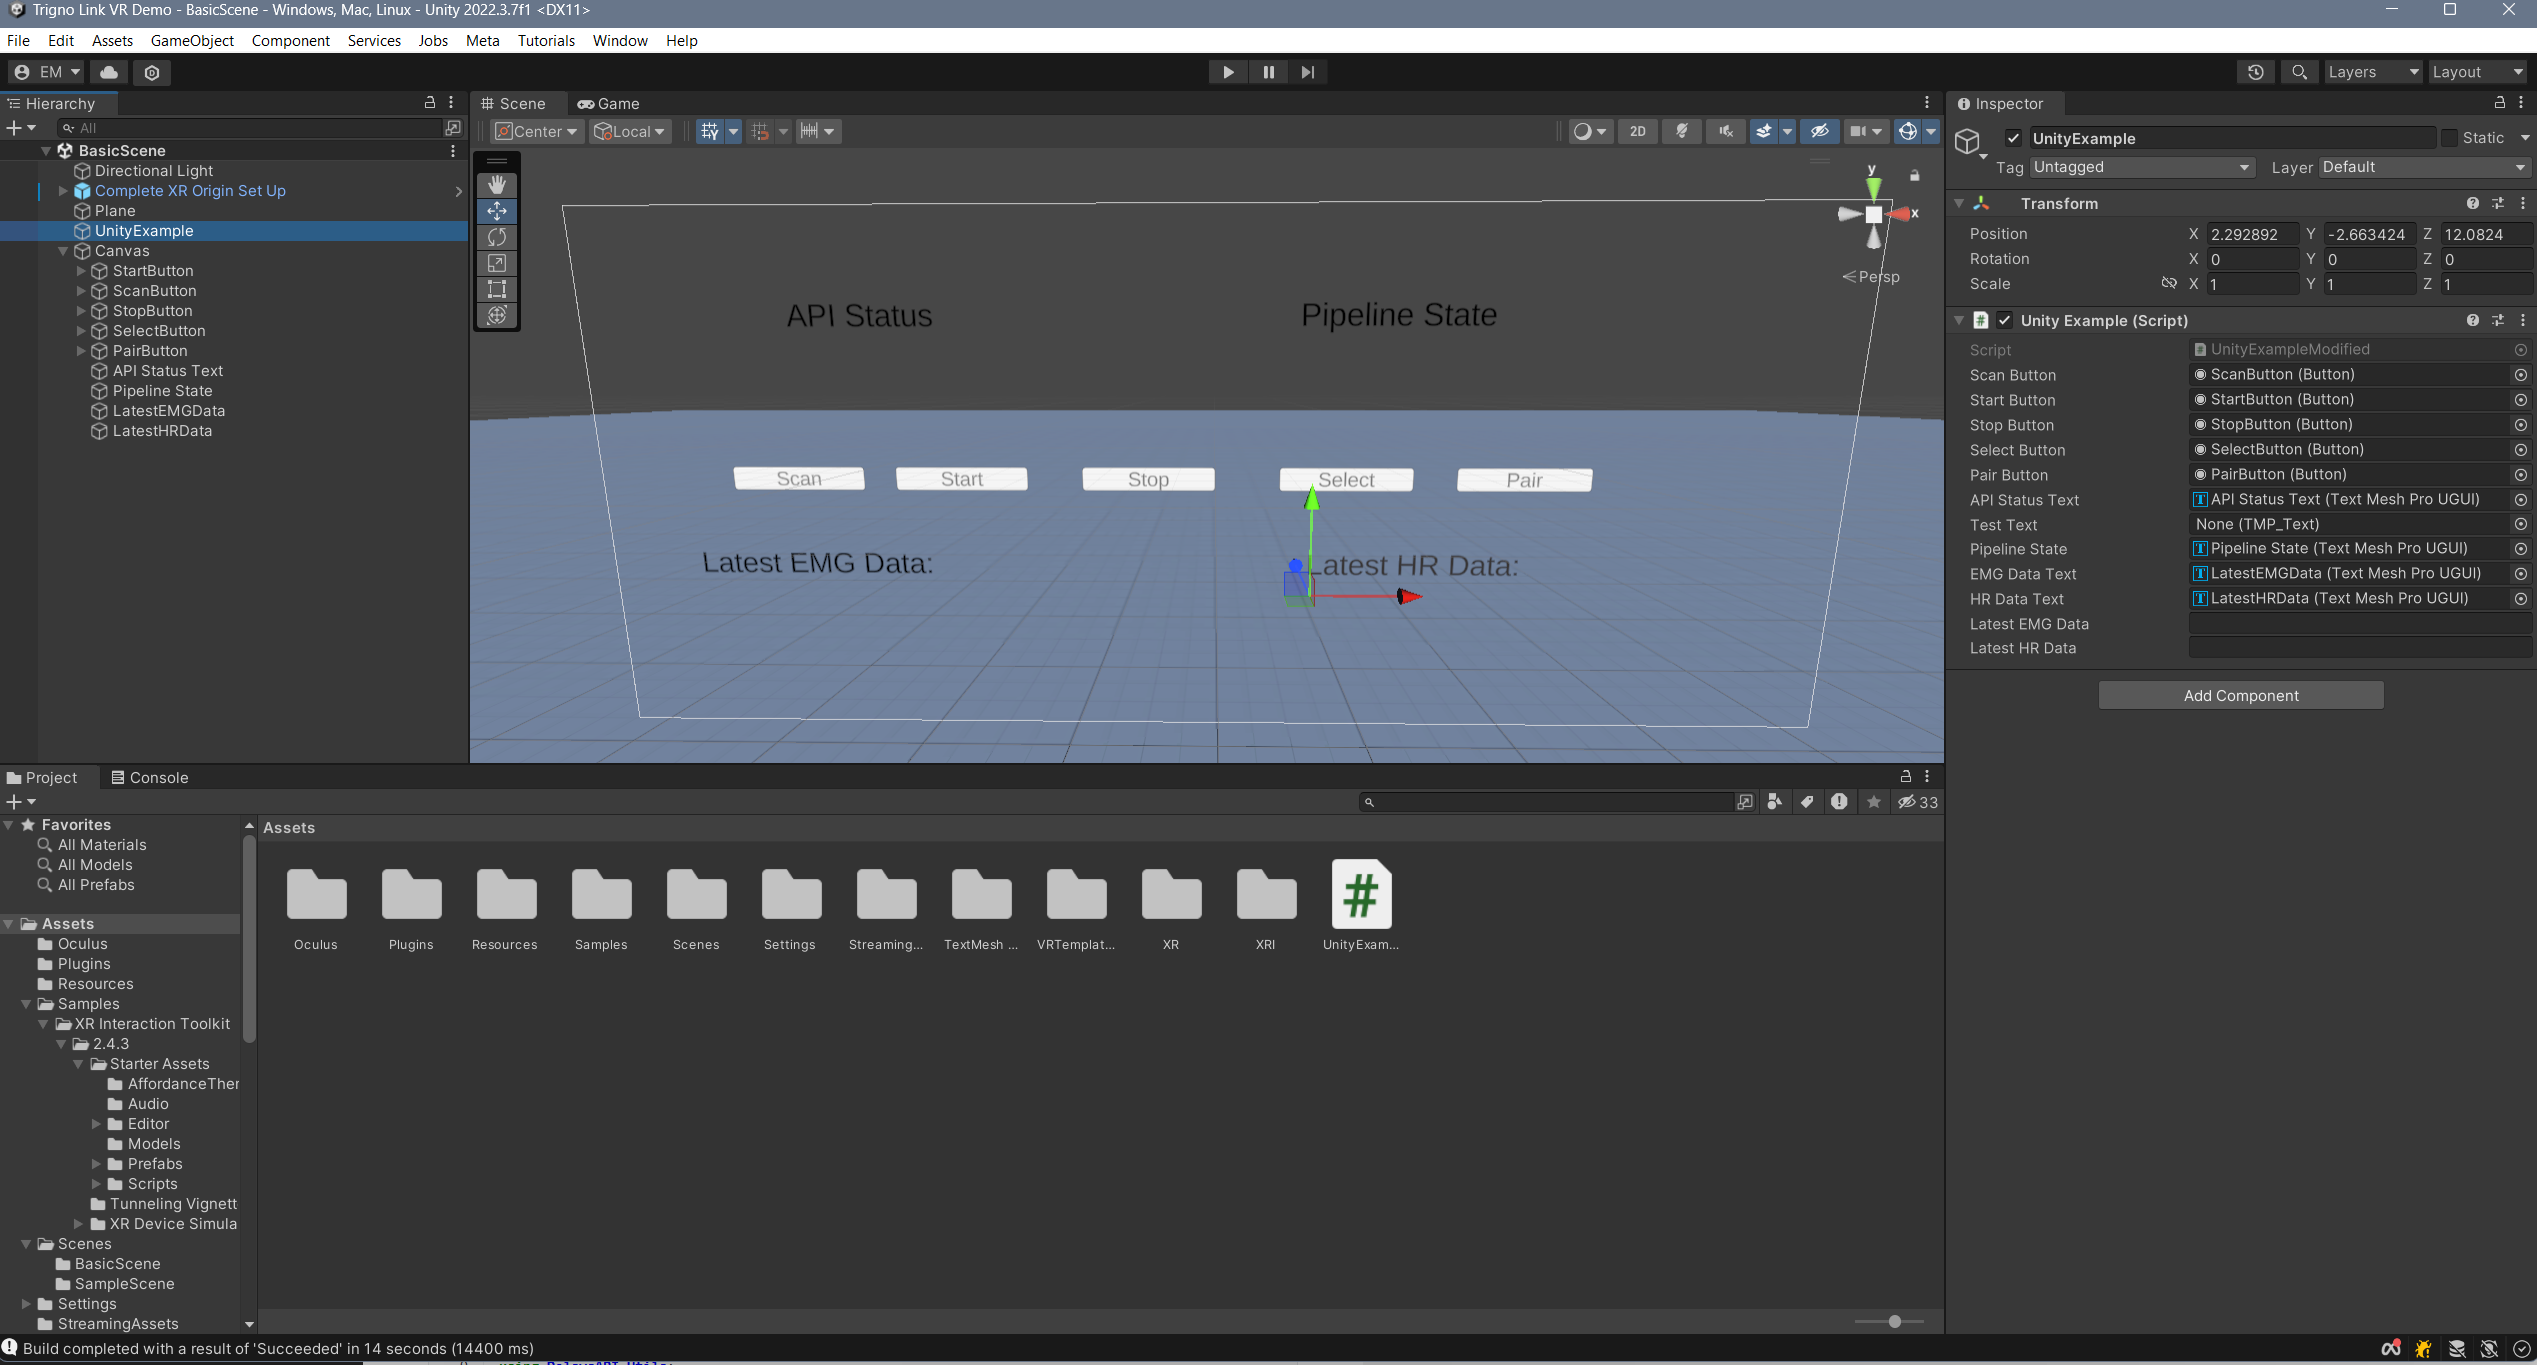 Trigno Link VR Demo - BasicScene - Windows, Mac, Linux - Unity 2022.3.7f1 <DX11>
File Edit Assets GameObject Component Services Jobs Meta Tutorials Window Help
EM
Layers
Layout
Hierarchy
All
BasicScene
Directional Light
Complete XR Origin Set Up
Plane
UnityExample
Canvas
StartButton
ScanButton
StopButton
SelectButton
PairButton
API Status Text
Pipeline State
LatestEMGData
LatestHRData
Scene
Game
Center
Local
2D
y
x
Persp
API Status
Pipeline State
Scan
Start
Stop
Select
Pair
Latest EMG Data:
Latest HR Data:
Inspector
UnityExample
Static
Tag Untagged
Layer Default
Transform
Position X 2.292892 Y -2.663424 Z 12.0824
Rotation X 0 Y 0 Z 0
Scale X 1 Y 1 Z 1
# Unity Example (Script)
Script UnityExampleModified
Scan Button ScanButton (Button)
Start Button StartButton (Button)
Stop Button StopButton (Button)
Select Button SelectButton (Button)
Pair Button PairButton (Button)
API Status Text API Status Text (Text Mesh Pro UGUI)
Test Text None (TMP_Text)
Pipeline State Pipeline State (Text Mesh Pro UGUI)
EMG Data Text LatestEMGData (Text Mesh Pro UGUI)
HR Data Text LatestHRData (Text Mesh Pro UGUI)
Latest EMG Data
Latest HR Data
Add Component
Project
Console
33
Favorites
All Materials
All Models
All Prefabs
Assets
Oculus
Plugins
Resources
Samples
XR Interaction Toolkit
2.4.3
Starter Assets
AffordanceTher
Audio
Editor
Models
Prefabs
Scripts
Tunneling Vignett
XR Device Simula
Scenes
BasicScene
SampleScene
Settings
StreamingAssets
Assets
#
Oculus
Plugins
Resources
Samples
Scenes
Settings
Streaming...
TextMesh ...
VRTemplat...
XR
XRI
UnityExam...
Build completed with a result of 'Succeeded' in 14 seconds (14400 ms)